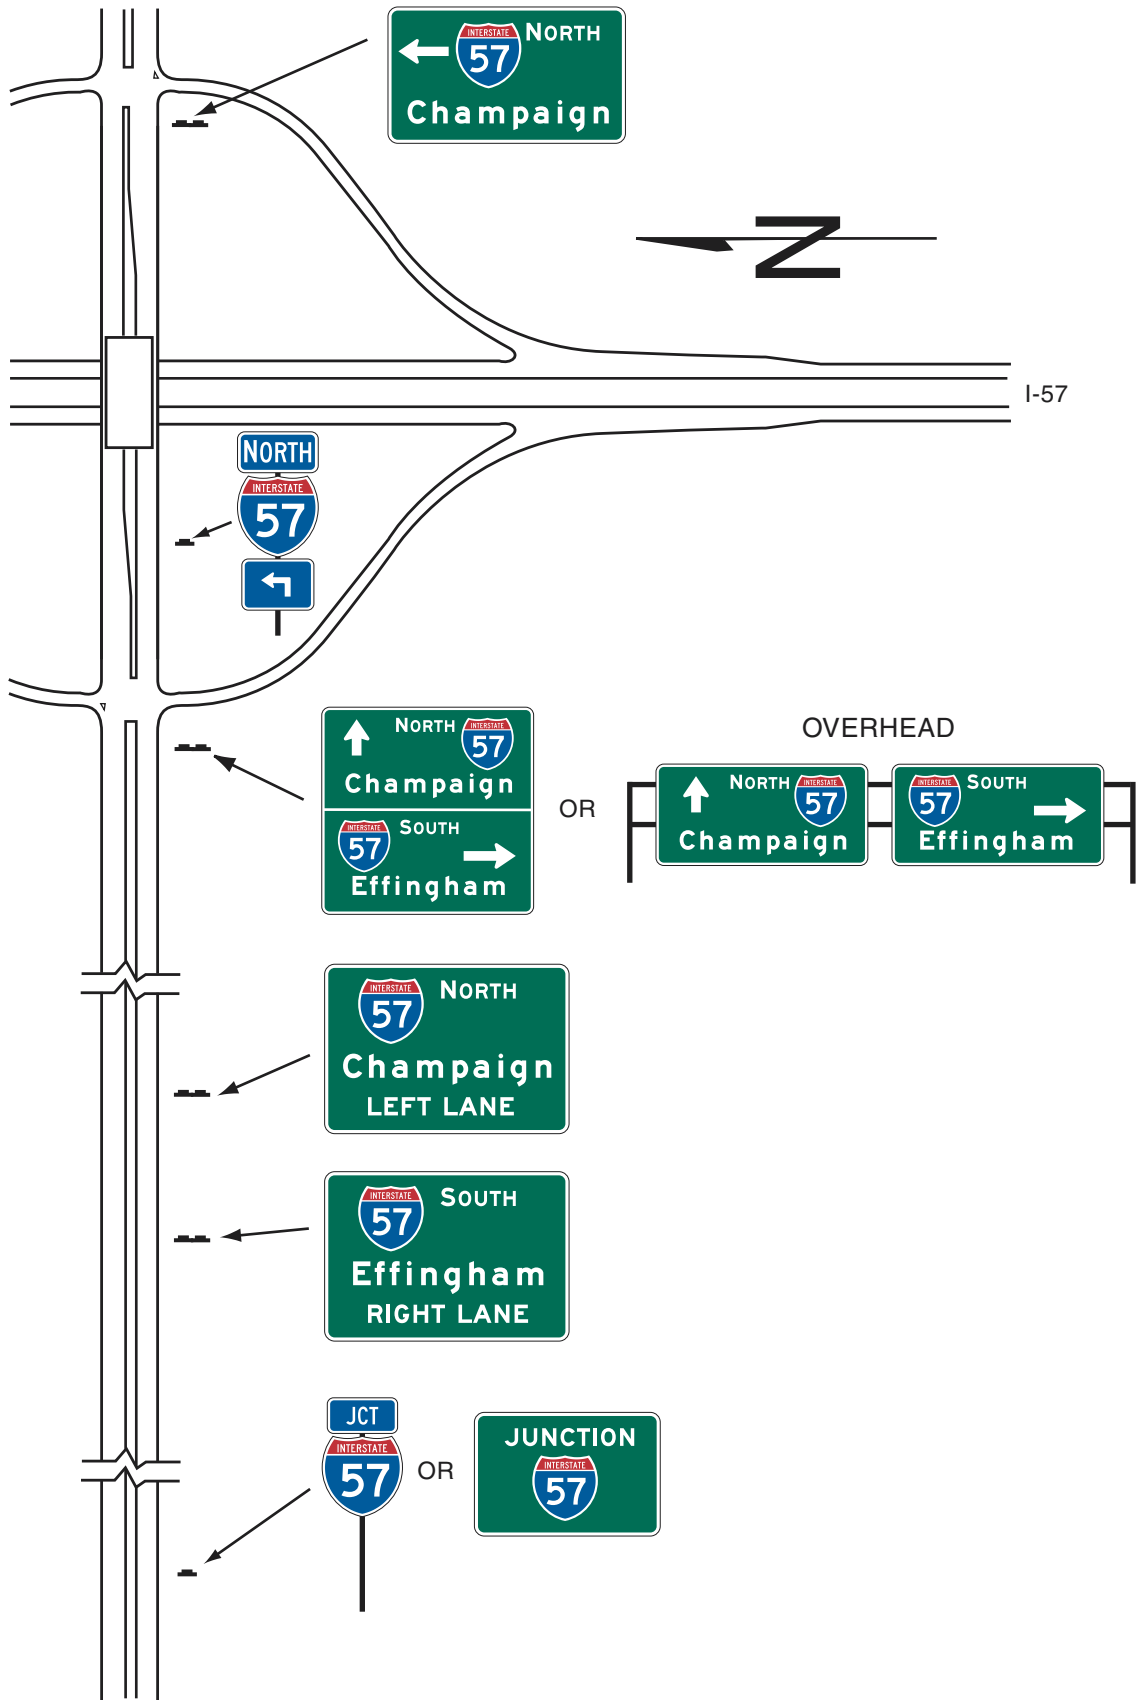 INTERSTATE
57
NORTH
Champaign
N
I-57
NORTH
INTERSTATE
57
NORTH
INTERSTATE
57
Champaign
INTERSTATE
57
SOUTH
Effingham
OR
OVERHEAD
NORTH
INTERSTATE
57
Champaign
INTERSTATE
57
SOUTH
Effingham
INTERSTATE
57
NORTH
Champaign
LEFT LANE
INTERSTATE
57
SOUTH
Effingham
RIGHT LANE
JCT
INTERSTATE
57
OR
JUNCTION
INTERSTATE
57